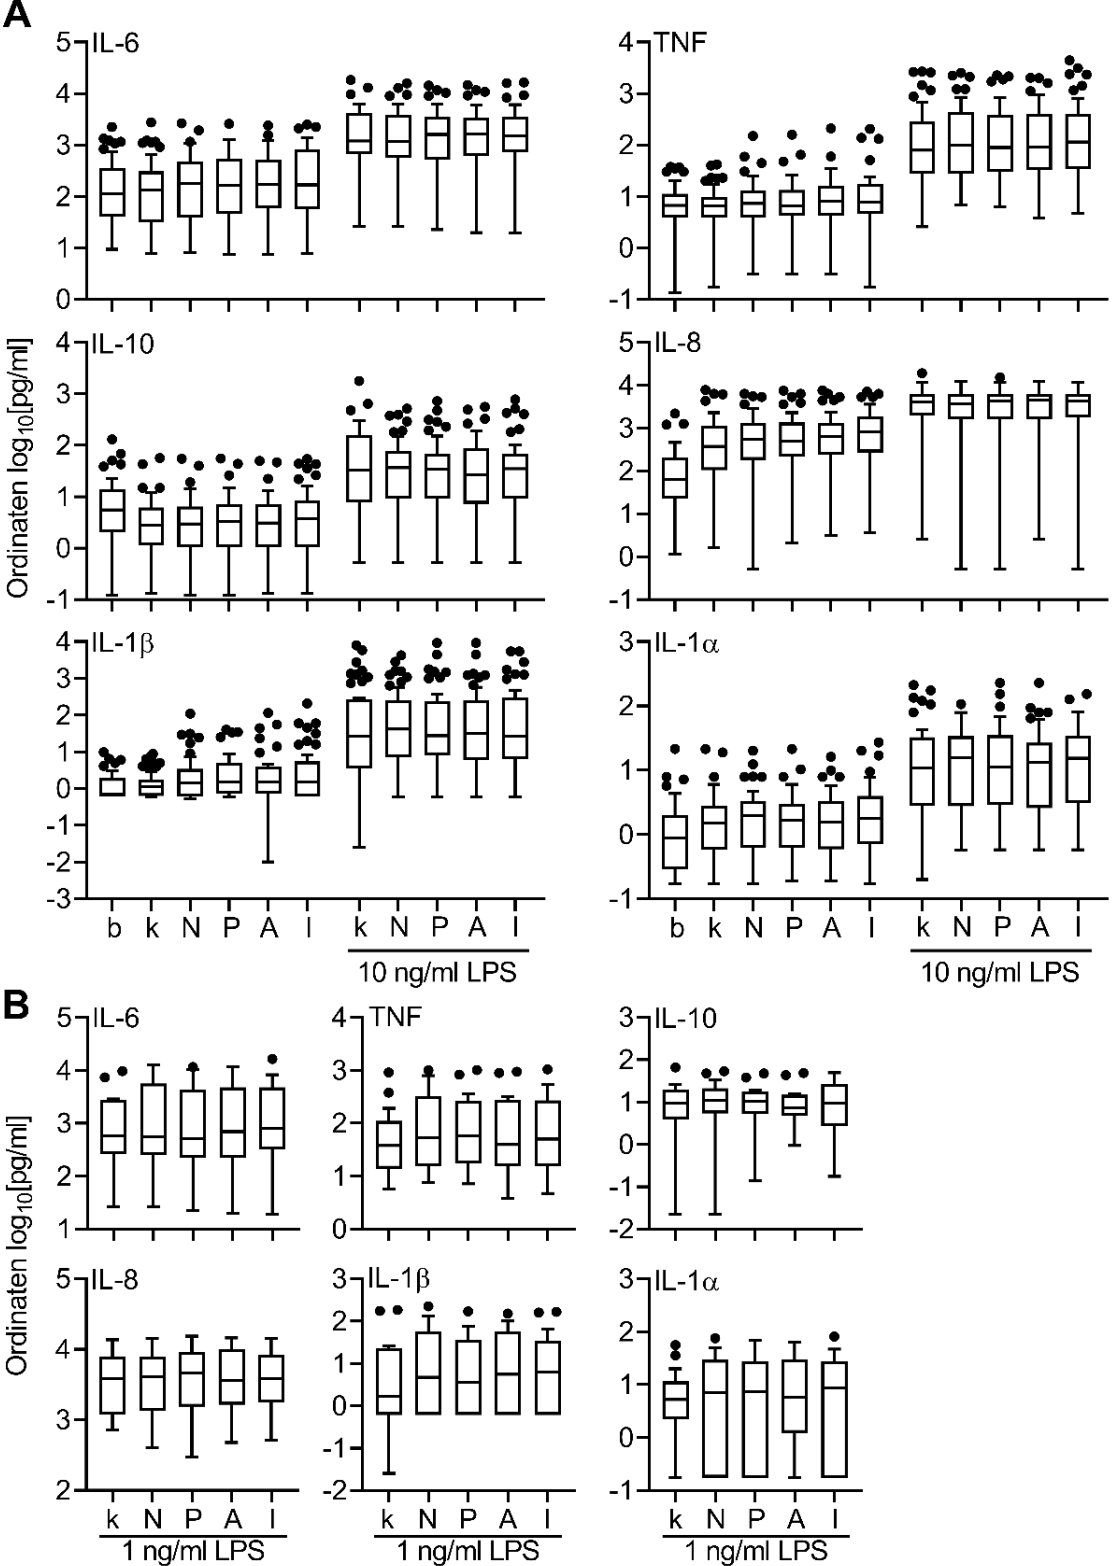 A
IL-6
5
4
3
2
1
0
TNF
4
3
2
1
0
-1
Ordinaten log10[pg/ml]
IL-10
4
3
2
1
0
-1
IL-8
5
4
3
2
1
0
-1
IL-1β
4
3
2
1
0
-1
-2
-3
IL-1α
3
2
1
0
-1
b k N P A I k N P A I
10 ng/ml LPS
b k N P A I k N P A I
10 ng/ml LPS
B
Ordinaten log10[pg/ml]
IL-6
5
4
3
2
1
TNF
4
3
2
1
0
IL-10
3
2
1
0
-1
-2
IL-8
5
4
3
2
IL-1β
3
2
1
0
-1
-2
IL-1α
3
2
1
0
-1
k N P A I
1 ng/ml LPS
k N P A I
1 ng/ml LPS
k N P A I
1 ng/ml LPS